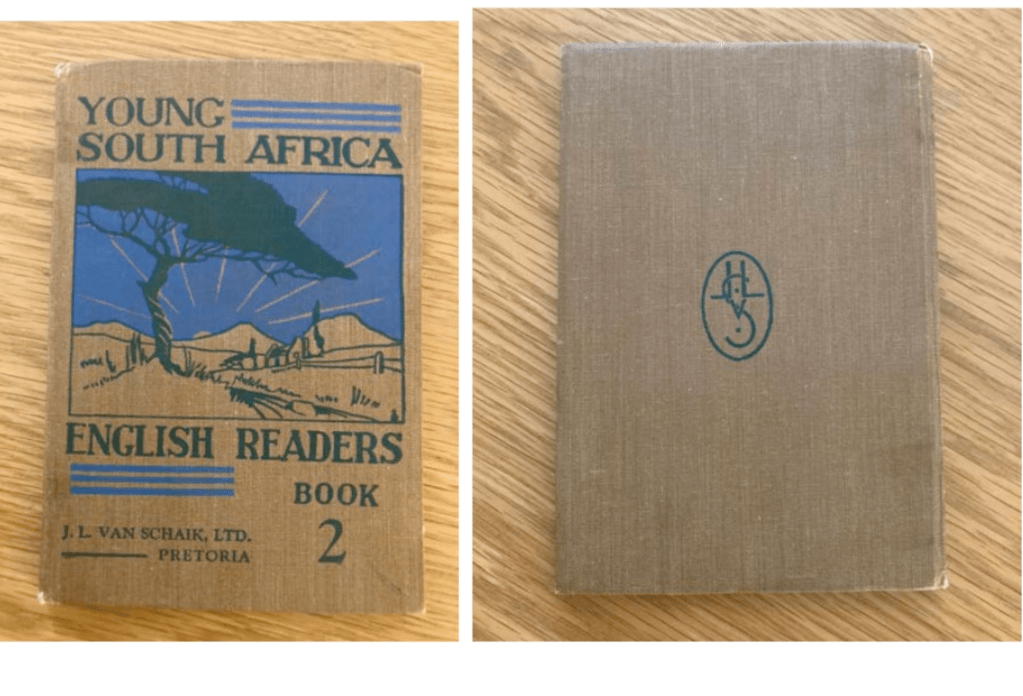 YOUNG
SOUTH AFRICA
ENGLISH READERS
BOOK
2
J. L. VAN SCHAIK, LTD.
PRETORIA